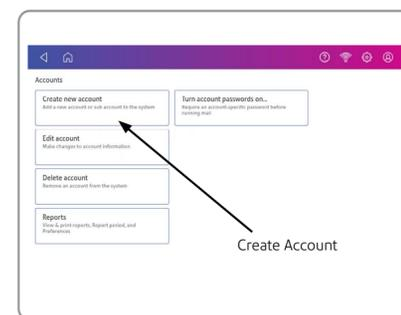 Accounts
Create new account
Add a new account or sub account to the system
Turn account passwords on...
Require an account-specific password before
running mail
Edit account
Make changes to account information
Delete account
Remove an account from the system
Reports
View & print reports, Report period, and
Preferences
Create Account